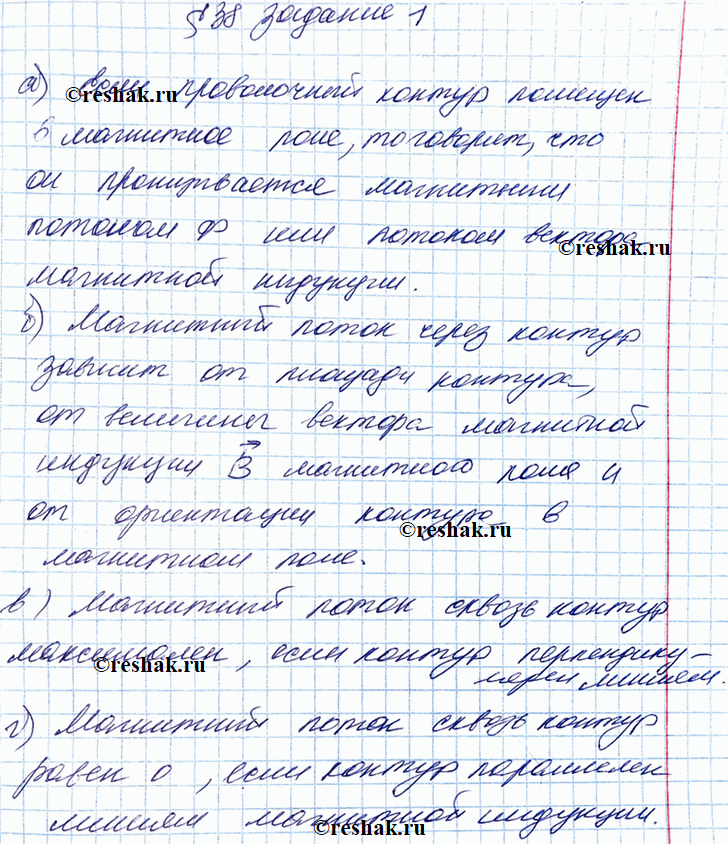 §38 Задание 1
а) если проволочный контур помещен
в магнитное поле, то говорят, что
он пронизывается магнитным
потоком Ф или потоком вектора
магнитной индукции.
б) Магнитный поток через контур
зависит от площади контура,
от величины вектора магнитной
индукции B магнитного поля и
от ориентации контура в
магнитном поле.
в) Магнитный поток сквозь контур
максимален, если контур перпендику-
лярен линиям.
г) Магнитный поток сквозь контур
равен 0, если контур параллелен
линиям магнитной индукции.
©reshak.ru
©reshak.ru
©reshak.ru
©reshak.ru
©reshak.ru